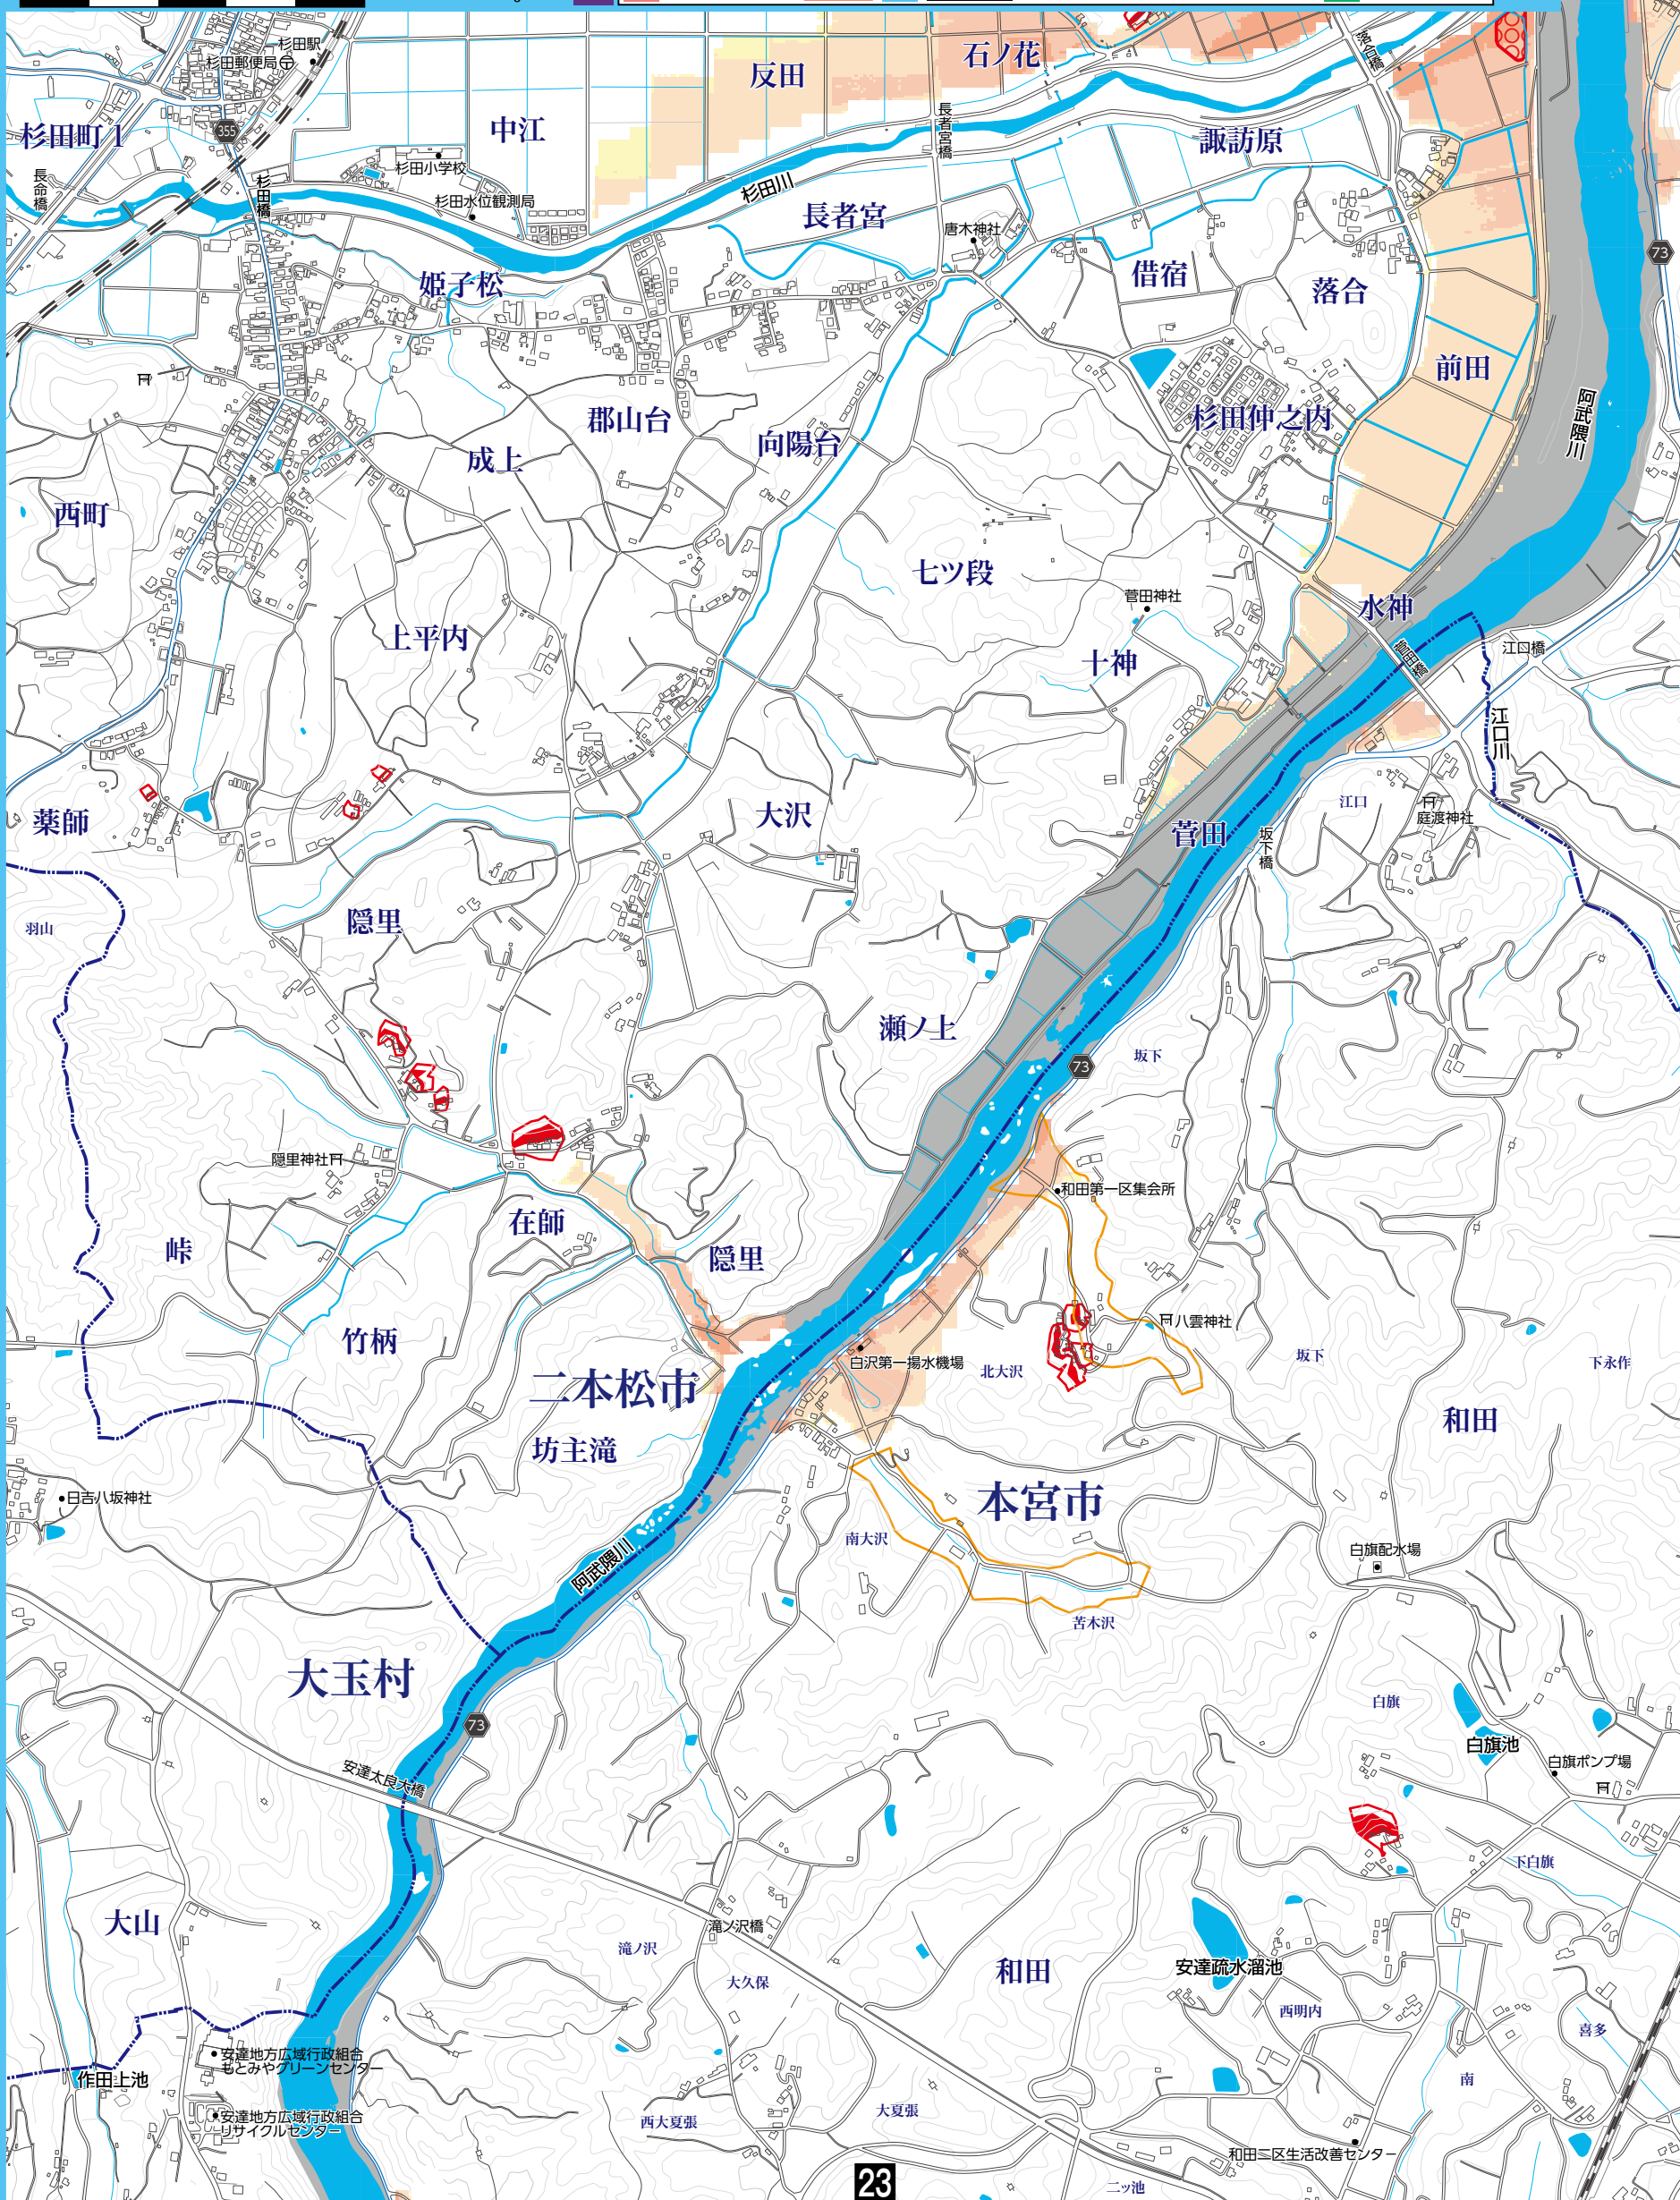 杉田駅
杉田郵便局
石ノ花
落合橋
反田
中江
杉田町1
355
長者宮橋
諏訪原
杉田小学校
長命橋
杉田橋
杉田水位観測局
杉田川
長者宮
唐木神社
73
借宿
姫子松
落合
前田
阿武隈川
郡山台
杉田仲之内
向陽台
成上
西町
七ツ段
菅田神社
水神
上平内
江口橋
菅田橋
十神
江口川
大沢
江口
薬師
庭渡神社
菅田
坂下橋
隠里
羽山
瀬ノ上
坂下
73
隠里神社
和田第一区集会所
在師
峠
隠里
八雲神社
竹柄
白沢第一揚水機場
坂下
北大沢
下永作
二本松市
和田
坊主滝
日吉八坂神社
本宮市
南大沢
白旗配水場
阿武隈川
苦木沢
大玉村
白旗
73
白旗池
白旗ポンプ場
安達太良大橋
下白旗
大山
滝ノ沢橋
滝ノ沢
和田
安達疏水溜池
大久保
西明内
喜多
安達地方広域行政組合
もとみやグリーンセンター
作田上池
南
大夏張
安達地方広域行政組合
リサイクルセンター
西大夏張
和田二区生活改善センター
23
二ッ池